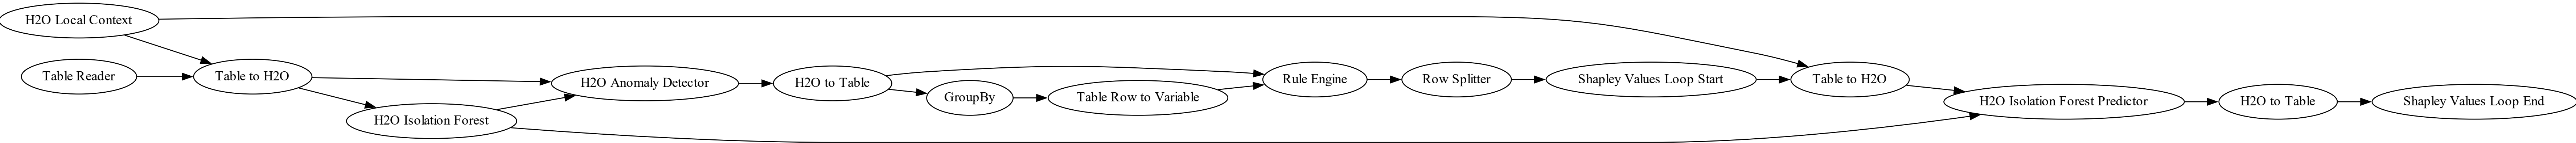 H2O Local Context
Table Reader
Table to H2O
H2O Isolation Forest
H2O Anomaly Detector
H2O to Table
GroupBy
Table Row to Variable
Rule Engine
Row Splitter
Shapley Values Loop Start
Table to H2O
H2O Isolation Forest Predictor
H2O to Table
Shapley Values Loop End